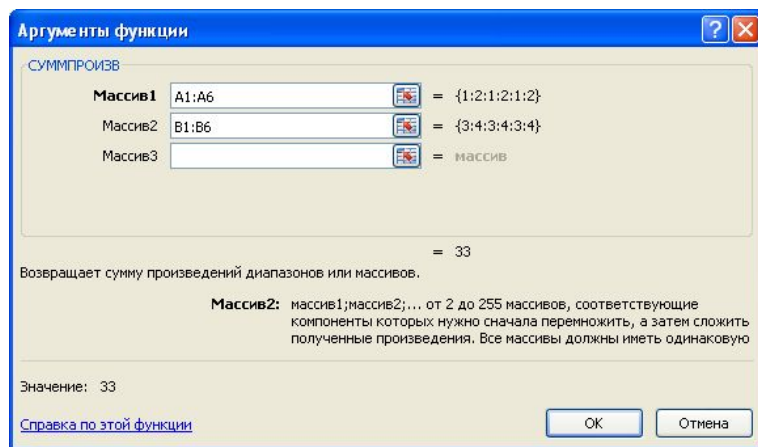 Аргументы функции
СУММПРОИЗВ
Массив1 A1:A6 = {1:2:1:2:1:2}
Массив2 B1:B6 = {3:4:3:4:3:4}
Массив3 = массив
= 33
Возвращает сумму произведений диапазонов или массивов.
Массив2: массив1;массив2;... от 2 до 255 массивов, соответствующие
компоненты которых нужно сначала перемножить, а затем сложить
полученные произведения. Все массивы должны иметь одинаковую
Значение: 33
Справка по этой функции ОК Отмена